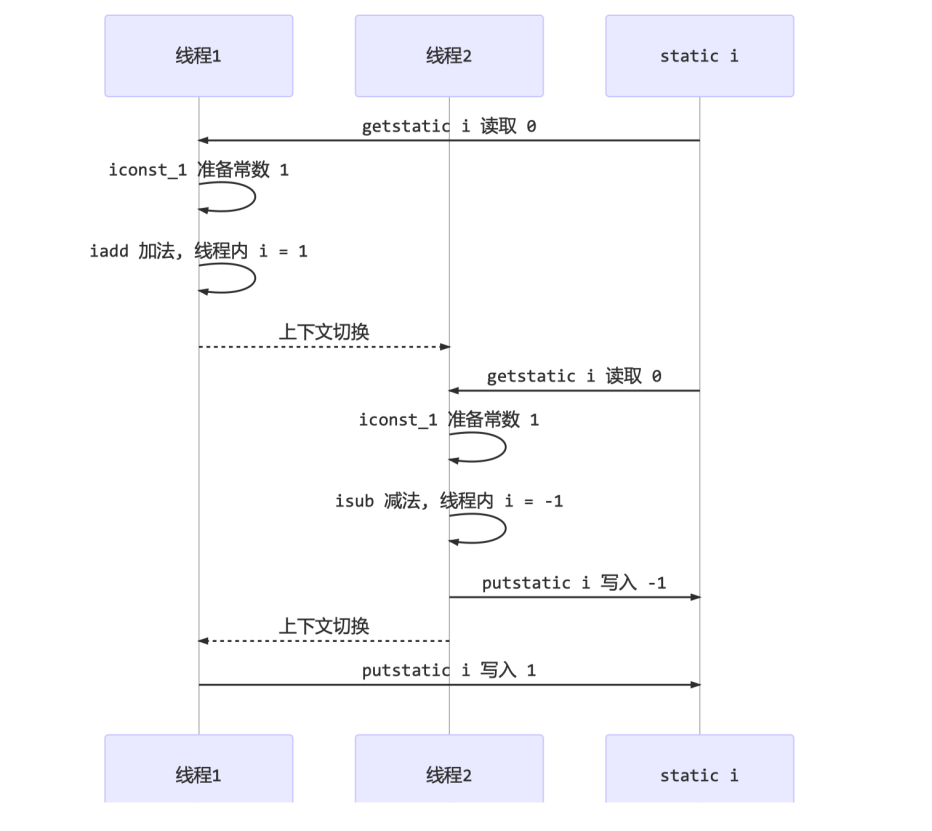 线程1
线程2
static i
getstatic i 读取 0
iconst_1 准备常数 1
iadd 加法, 线程内 i = 1
上下文切换
getstatic i 读取 0
iconst_1 准备常数 1
isub 减法, 线程内 i = -1
putstatic i 写入 -1
上下文切换
putstatic i 写入 1
线程1
线程2
static i